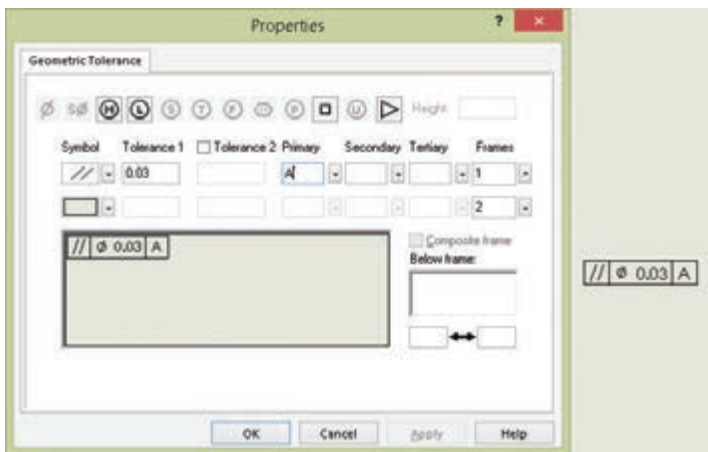 Properties ?
Geometric Tolerance
Ø SØ Ⓜ Ⓛ Ⓢ Ⓣ Ⓕ Ⓟ Ⓤ Height:
Symbol Tolerance 1 Tolerance 2 Primary Secondary Tertiary Frames
// 0.03 A 1
2
// Ø 0.03 A
Composite frame
Below frame:
OK Cancel Apply Help
// Ø 0.03 A